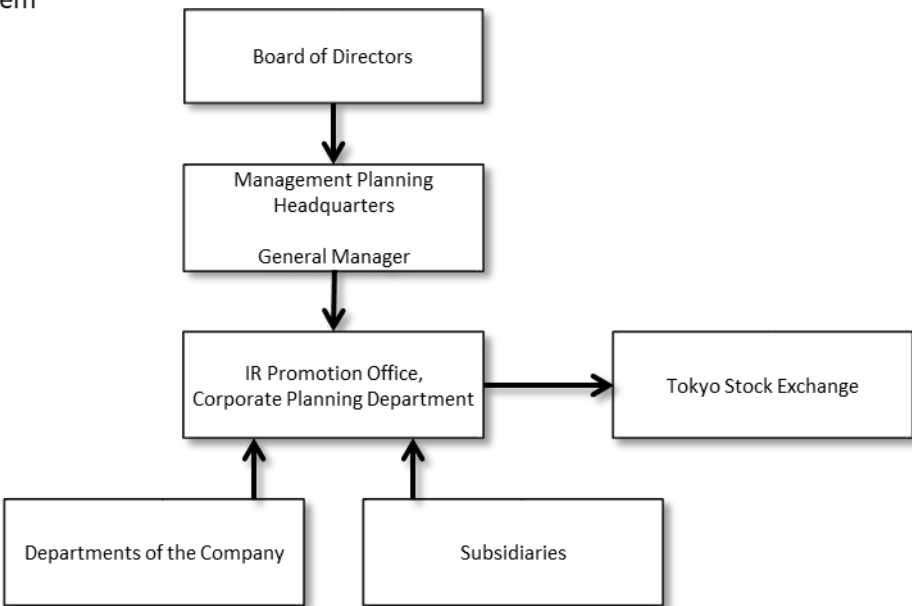 Board of Directors
Management Planning
Headquarters
General Manager
IR Promotion Office,
Corporate Planning Department
Tokyo Stock Exchange
Departments of the Company
Subsidiaries